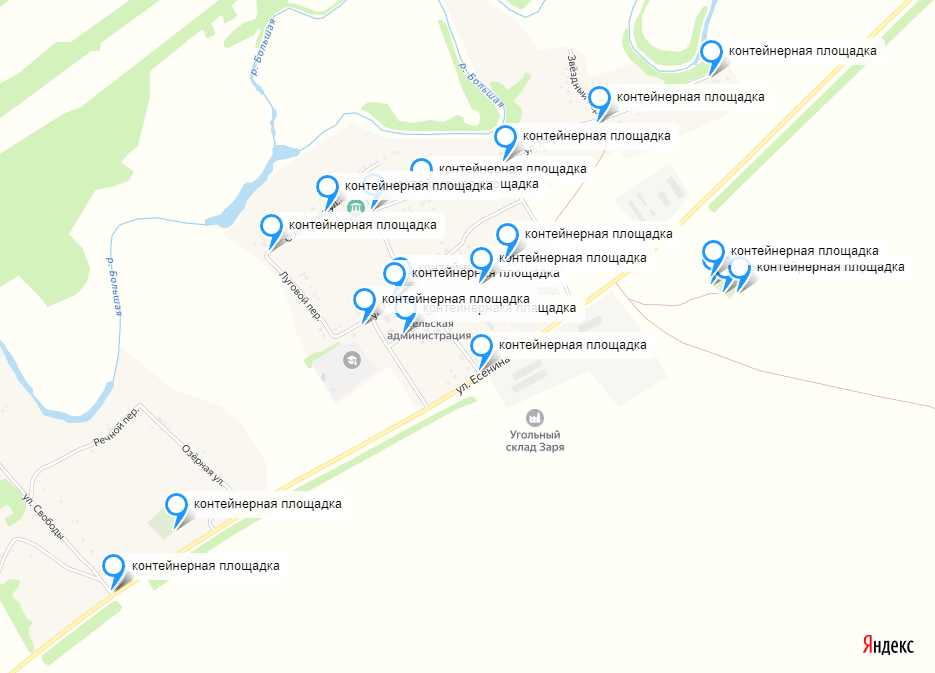 р. Большая
контейнерная площадка
р. Большая
Звёздный
контейнерная площадка
контейнерная площадка
контейнерная площадка
контейнерная площадка
контейнерная площадка
контейнерная площадка
контейнерная площадка
контейнерная площадка
контейнерная площадка
р. Большая
Луговой пер.
контейнерная площадка
контейнерная площадка
площадка
администрация
контейнерная площадка
ул. Есенина
Речной пер.
Угольный
склад Заря
Озёрная ул.
ул. Свободы
контейнерная площадка
контейнерная площадка
Яндекс